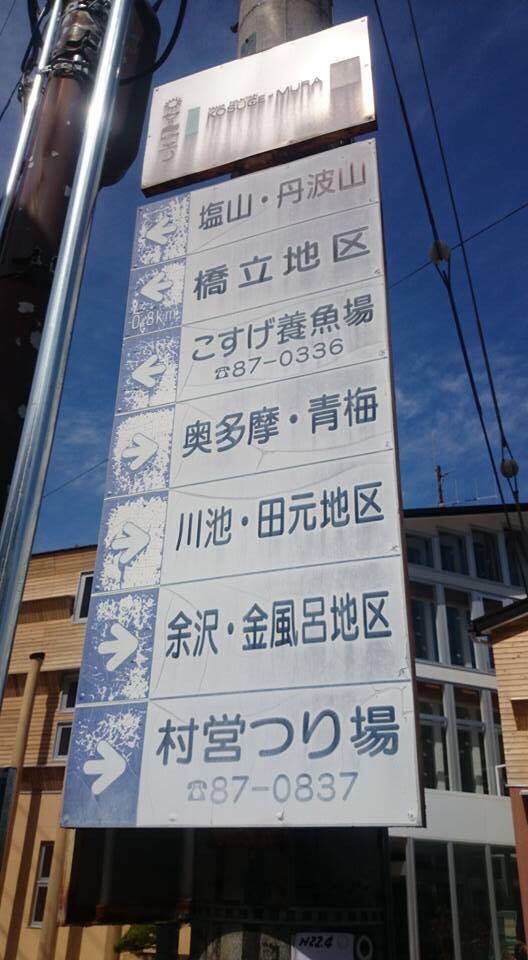 KOSUGE-MURA
塩山・丹波山
橋立地区
0.8km
こすげ養魚場
☎87-0336
奥多摩・青梅
川池・田元地区
余沢・金風呂地区
村営つり場
☎87-0837
N22.4